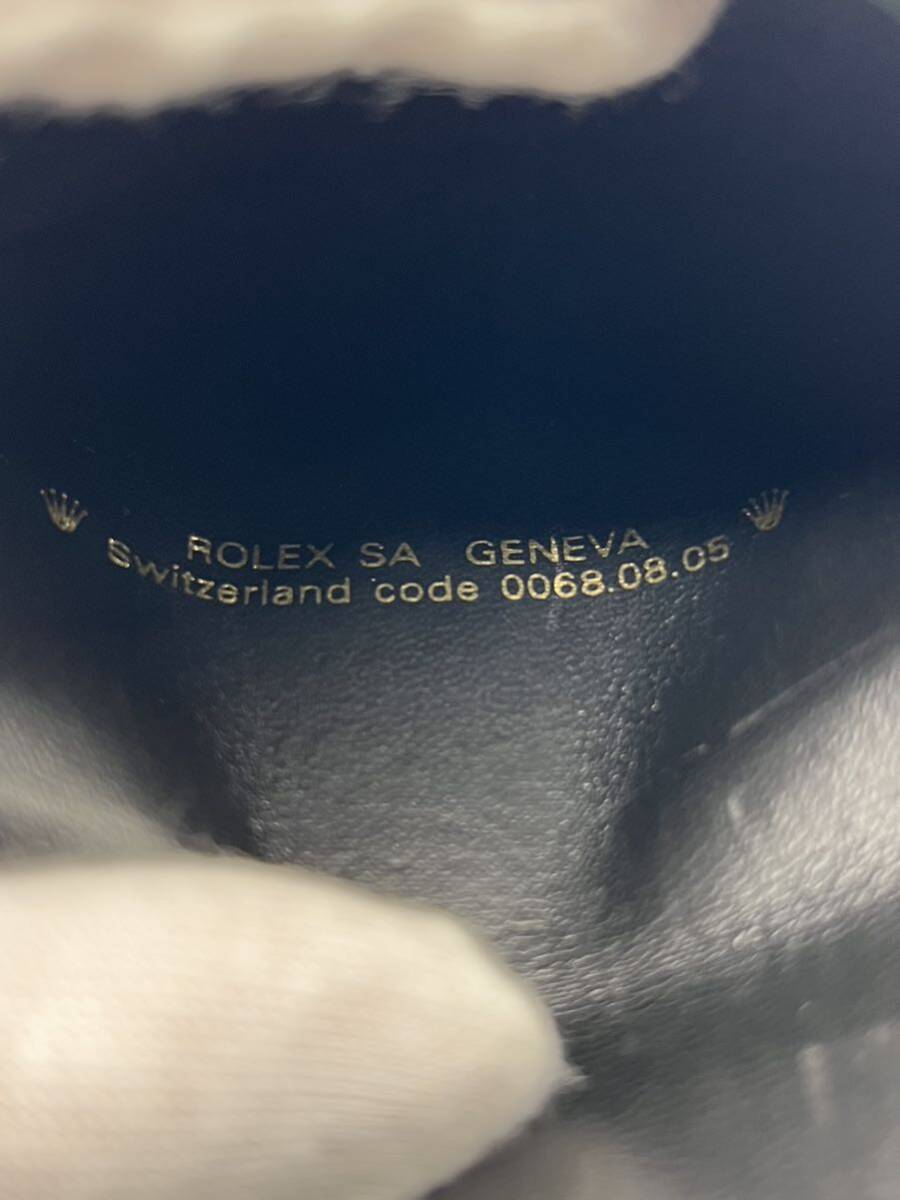 ROLEX SA GENEVA
Switzerland code 0068.08.05